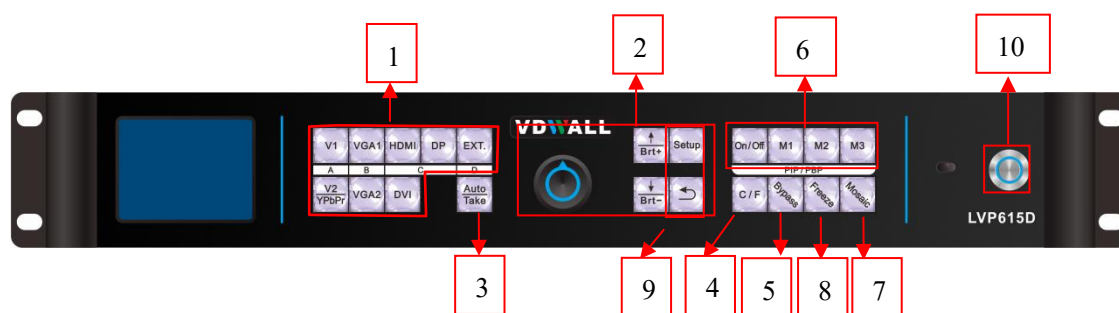 1
2
6
10
VDWALL
V1
VGA1
HDMI
DP
EXT.
↑
Brt+
Setup
On/Off
M1
M2
M3
A
B
C
D
PIP/PBP
V2
YPbPr
VGA2
DVI
Auto
Take
↓
Brt-
C/F
Bypass
Freeze
Mosaic
LVP615D
3
9
4
5
8
7